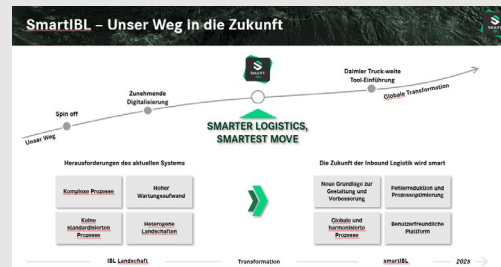 SmartIBL – Unser Weg in die Zukunft
SMART
Daimler Truck-weite
Tool-Einführung
Zunehmende
Digitalisierung
Globale Transformation
Spin off
Unser Weg
SMARTER LOGISTICS,
SMARTEST MOVE
Herausforderungen des aktuellen Systems
Die Zukunft der Inbound Logistik wird smart
Komplexe Prozesse
Hoher
Wartungsaufwand
Neue Grundlage zur
Gestaltung und
Verbesserung
Fehlerreduktion und
Prozessoptimierung
Keine
standardisierten
Prozesse
Heterogene
Landschaften
Globale und
harmonisierte
Prozesse
Benutzerfreundliche
Plattform
IBL Landschaft
Transformation
smartIBL
2025